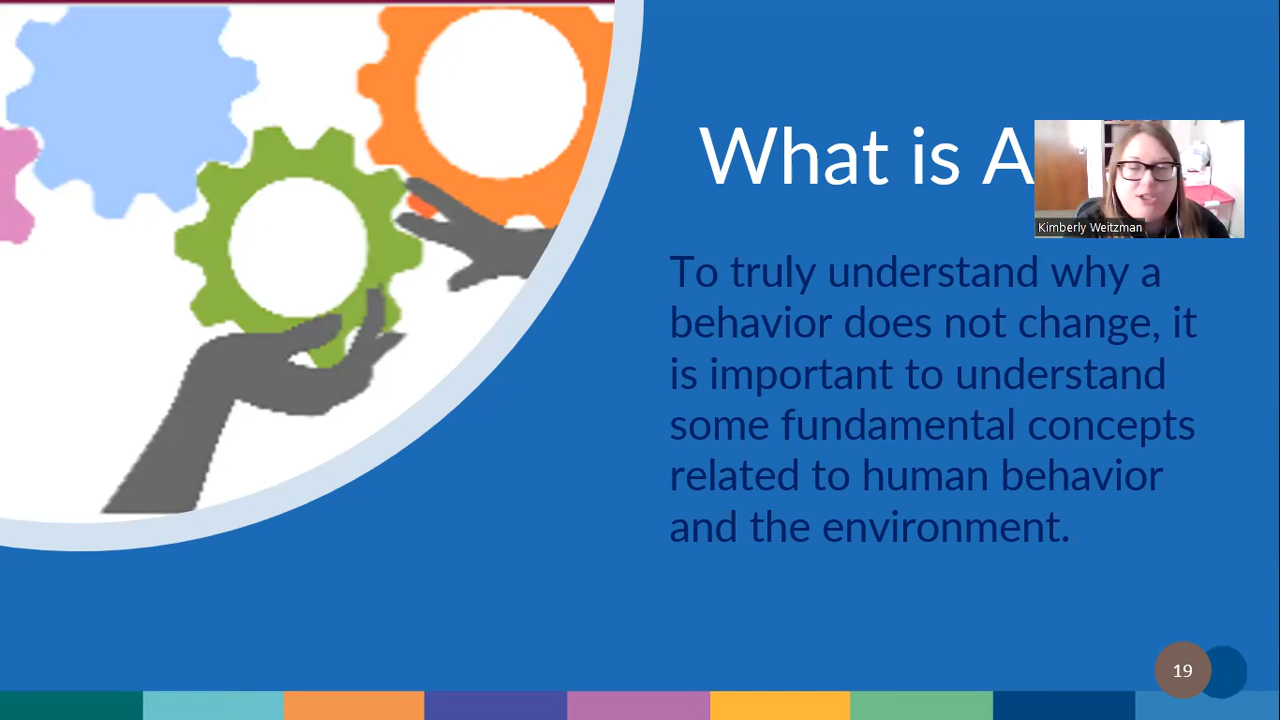 What is A
Kimberly Weitzman
To truly understand why a
behavior does not change, it
is important to understand
some fundamental concepts
related to human behavior
and the environment.
19